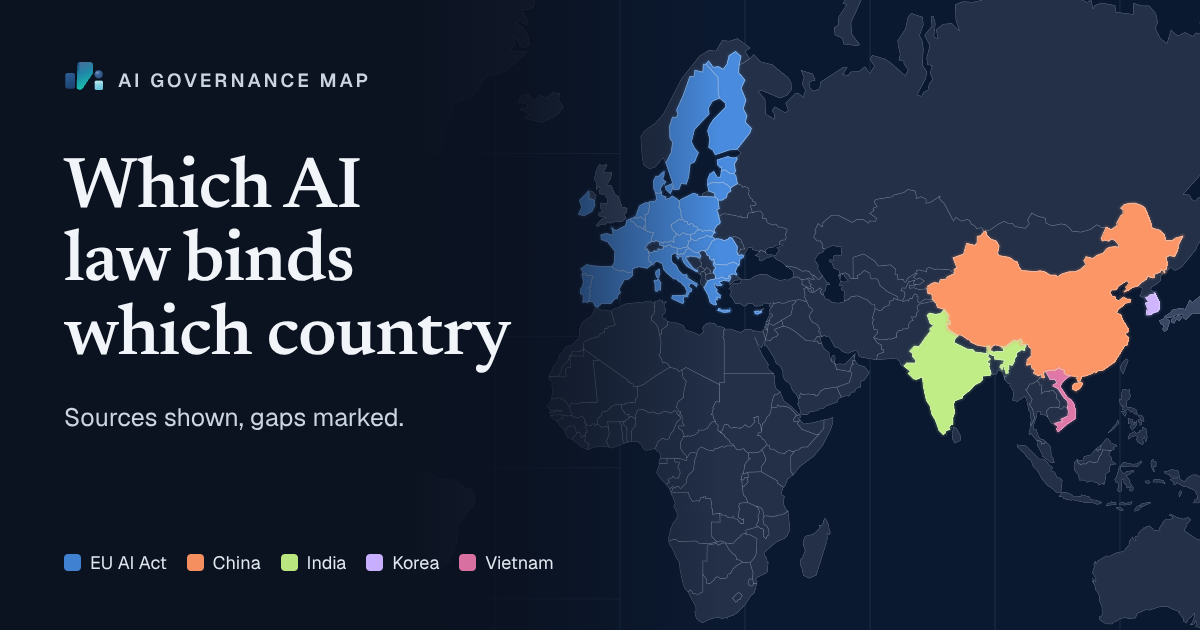 AI GOVERNANCE MAP
Which AI
law binds
which country
Sources shown, gaps marked.
EU AI Act China India Korea Vietnam